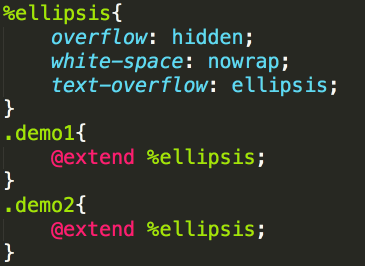 %ellipsis{
    overflow: hidden;
    white-space: nowrap;
    text-overflow: ellipsis;
}
.demo1{
    @extend %ellipsis;
}
.demo2{
    @extend %ellipsis;
}